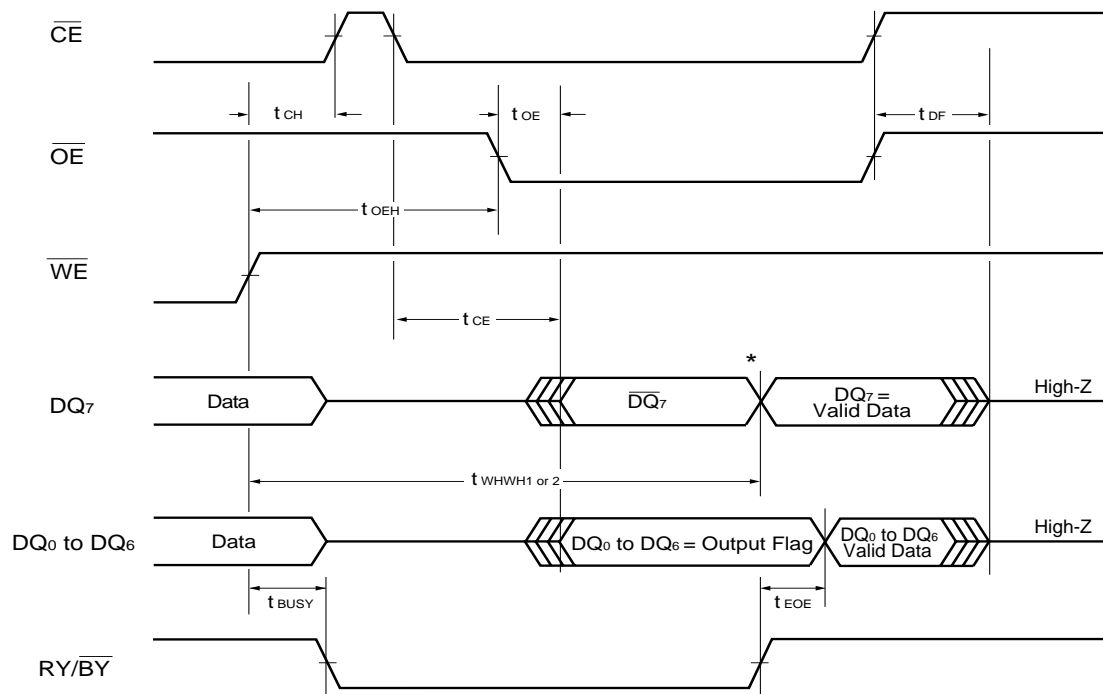 CE
t CH
t OE
t DF
OE
t OEH
WE
t CE
*
DQ7
Data
DQ7
DQ7 =
Valid Data
High-Z
t WHWH1 or 2
DQ0 to DQ6
Data
DQ0 to DQ6 = Output Flag
DQ0 to DQ6
Valid Data
High-Z
t BUSY
t EOE
RY/BY